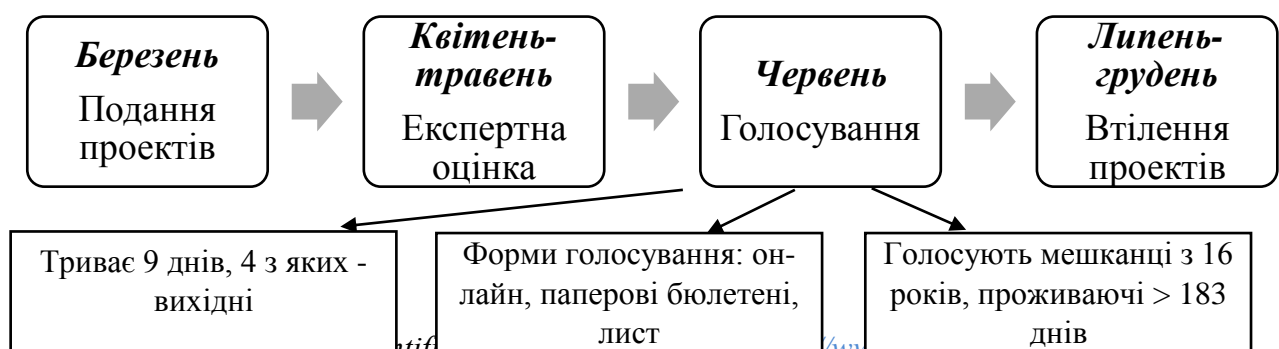 Березень
Подання
проектів
Квітень-
травень
Експертна
оцінка
Червень
Голосування
Липень-
грудень
Втілення
проектів
Триває 9 днів, 4 з яких -
вихідні
Форми голосування: он-
лайн, паперові бюлетені,
лист
Голосують мешканці з 16
років, проживаючі > 183
днів